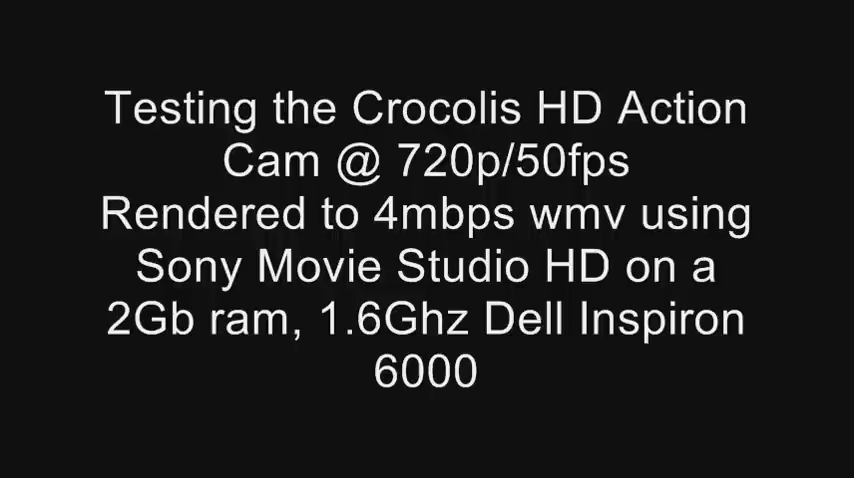 Testing the Crocolis HD Action
Cam @ 720p/50fps
Rendered to 4mbps wmv using
Sony Movie Studio HD on a
2Gb ram, 1.6Ghz Dell Inspiron
6000